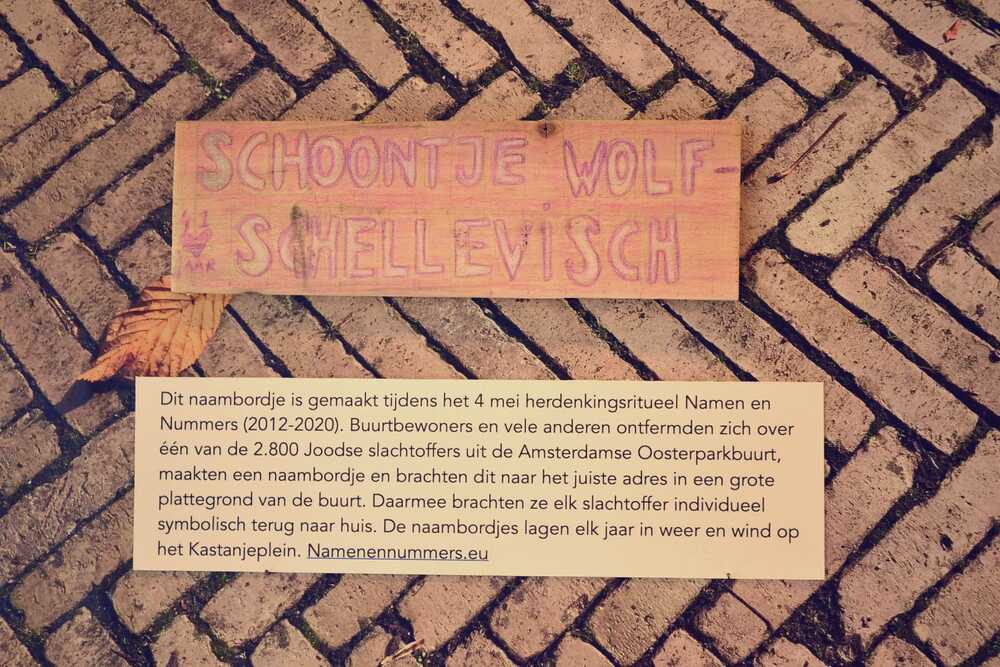 SCHOONTJE WOLF-
SCHELLEVISCH
JAAR
Dit naambordje is gemaakt tijdens het 4 mei herdenkingsritueel Namen en
Nummers (2012-2020). Buurtbewoners en vele anderen ontfermden zich over
één van de 2.800 Joodse slachtoffers uit de Amsterdamse Oosterparkbuurt,
maakten een naambordje en brachten dit naar het juiste adres in een grote
plattegrond van de buurt. Daarmee brachten ze elk slachtoffer individueel
symbolisch terug naar huis. De naambordjes lagen elk jaar in weer en wind op
het Kastanjeplein. Namenennummers.eu